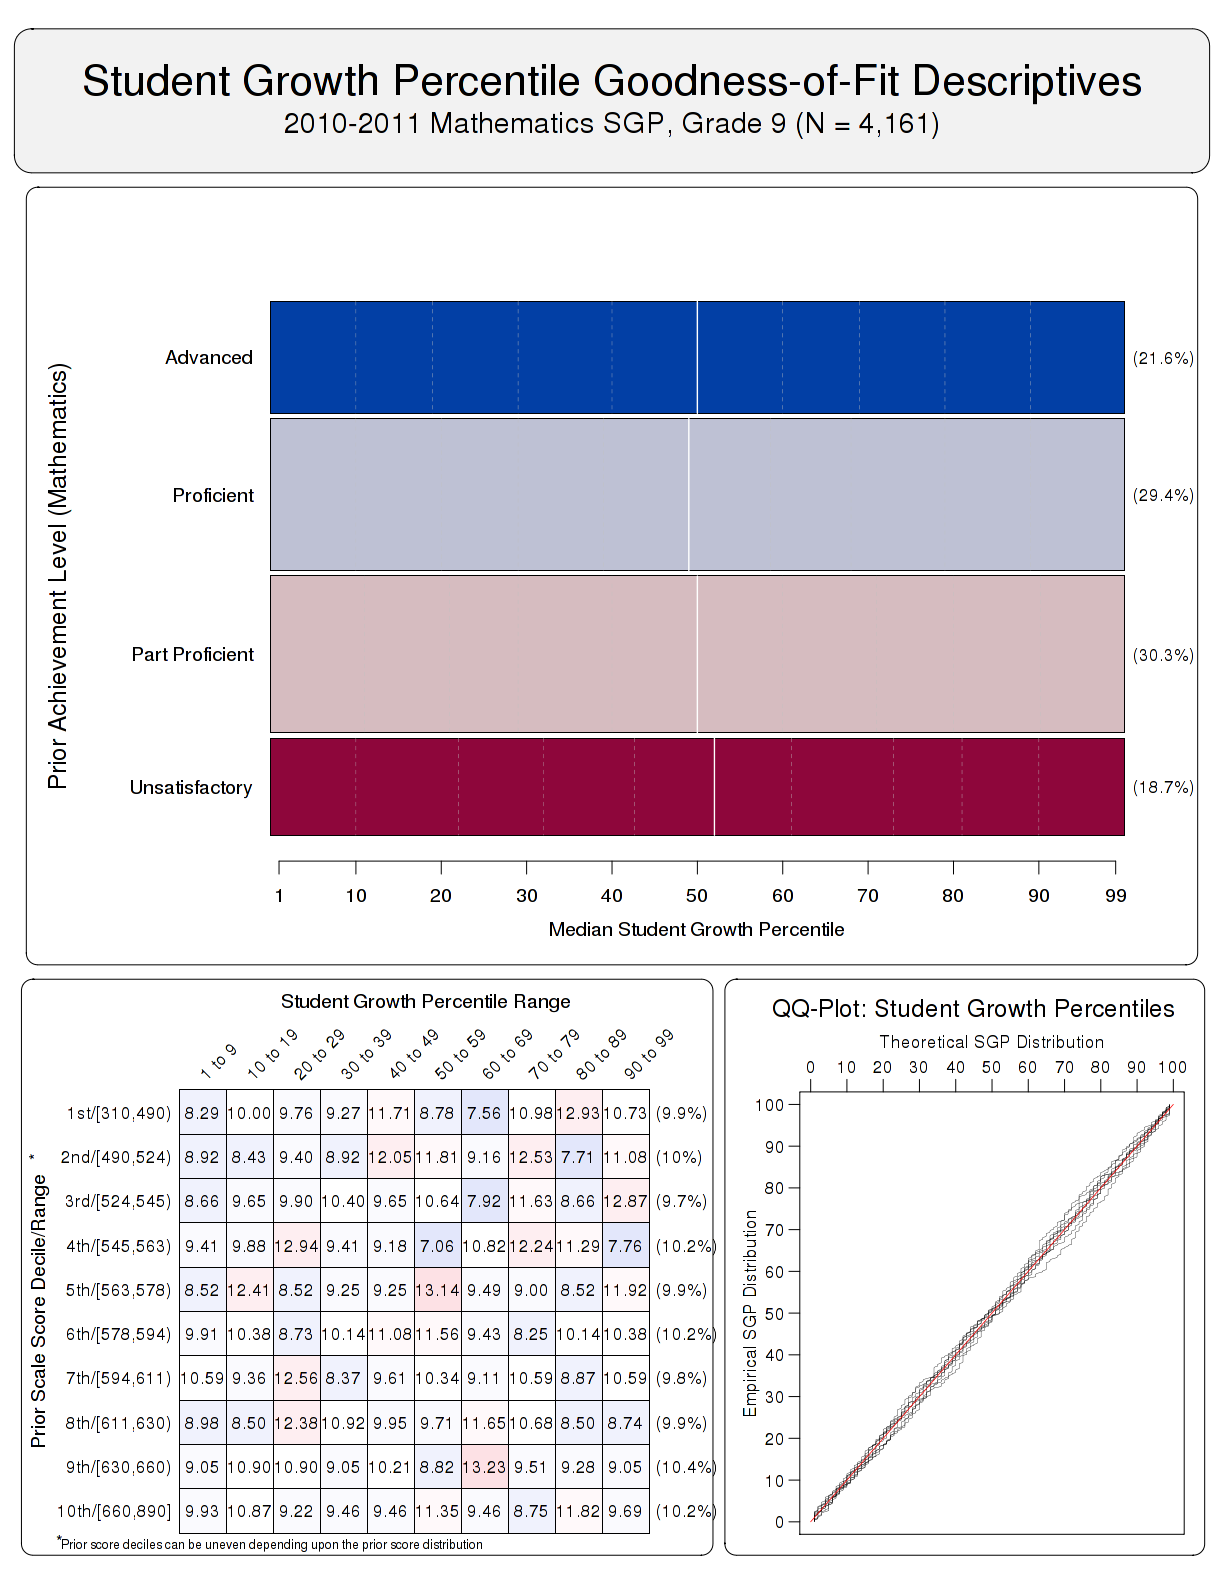 Student Growth Percentile Goodness-of-Fit Descriptives
2010-2011 Mathematics SGP, Grade 9 (N = 4,161)
Prior Achievement Level (Mathematics)
Advanced (21.6%)
Proficient (29.4%)
Part Proficient (30.3%)
Unsatisfactory (18.7%)
1 10 20 30 40 50 60 70 80 90 99
Median Student Growth Percentile
Student Growth Percentile Range
1 to 9 10 to 19 20 to 29 30 to 39 40 to 49 50 to 59 60 to 69 70 to 79 80 to 89 90 to 99
Prior Scale Score Decile/Range *
1st/[310,490) 8.29 10.00 9.76 9.27 11.71 8.78 7.56 10.98 12.93 10.73 (9.9%)
2nd/[490,524) 8.92 8.43 9.40 8.92 12.05 11.81 9.16 12.53 7.71 11.08 (10%)
3rd/[524,545) 8.66 9.65 9.90 10.40 9.65 10.64 7.92 11.63 8.66 12.87 (9.7%)
4th/[545,563) 9.41 9.88 12.94 9.41 9.18 7.06 10.82 12.24 11.29 7.76 (10.2%)
5th/[563,578) 8.52 12.41 8.52 9.25 9.25 13.14 9.49 9.00 8.52 11.92 (9.9%)
6th/[578,594) 9.91 10.38 8.73 10.14 11.08 11.56 9.43 8.25 10.14 10.38 (10.2%)
7th/[594,611) 10.59 9.36 12.56 8.37 9.61 10.34 9.11 10.59 8.87 10.59 (9.8%)
8th/[611,630) 8.98 8.50 12.38 10.92 9.95 9.71 11.65 10.68 8.50 8.74 (9.9%)
9th/[630,660) 9.05 10.90 10.90 9.05 10.21 8.82 13.23 9.51 9.28 9.05 (10.4%)
10th/[660,890] 9.93 10.87 9.22 9.46 9.46 11.35 9.46 8.75 11.82 9.69 (10.2%)
*Prior score deciles can be uneven depending upon the prior score distribution
QQ-Plot: Student Growth Percentiles
Theoretical SGP Distribution
0 10 20 30 40 50 60 70 80 90 100
Empirical SGP Distribution
100
90
80
70
60
50
40
30
20
10
0